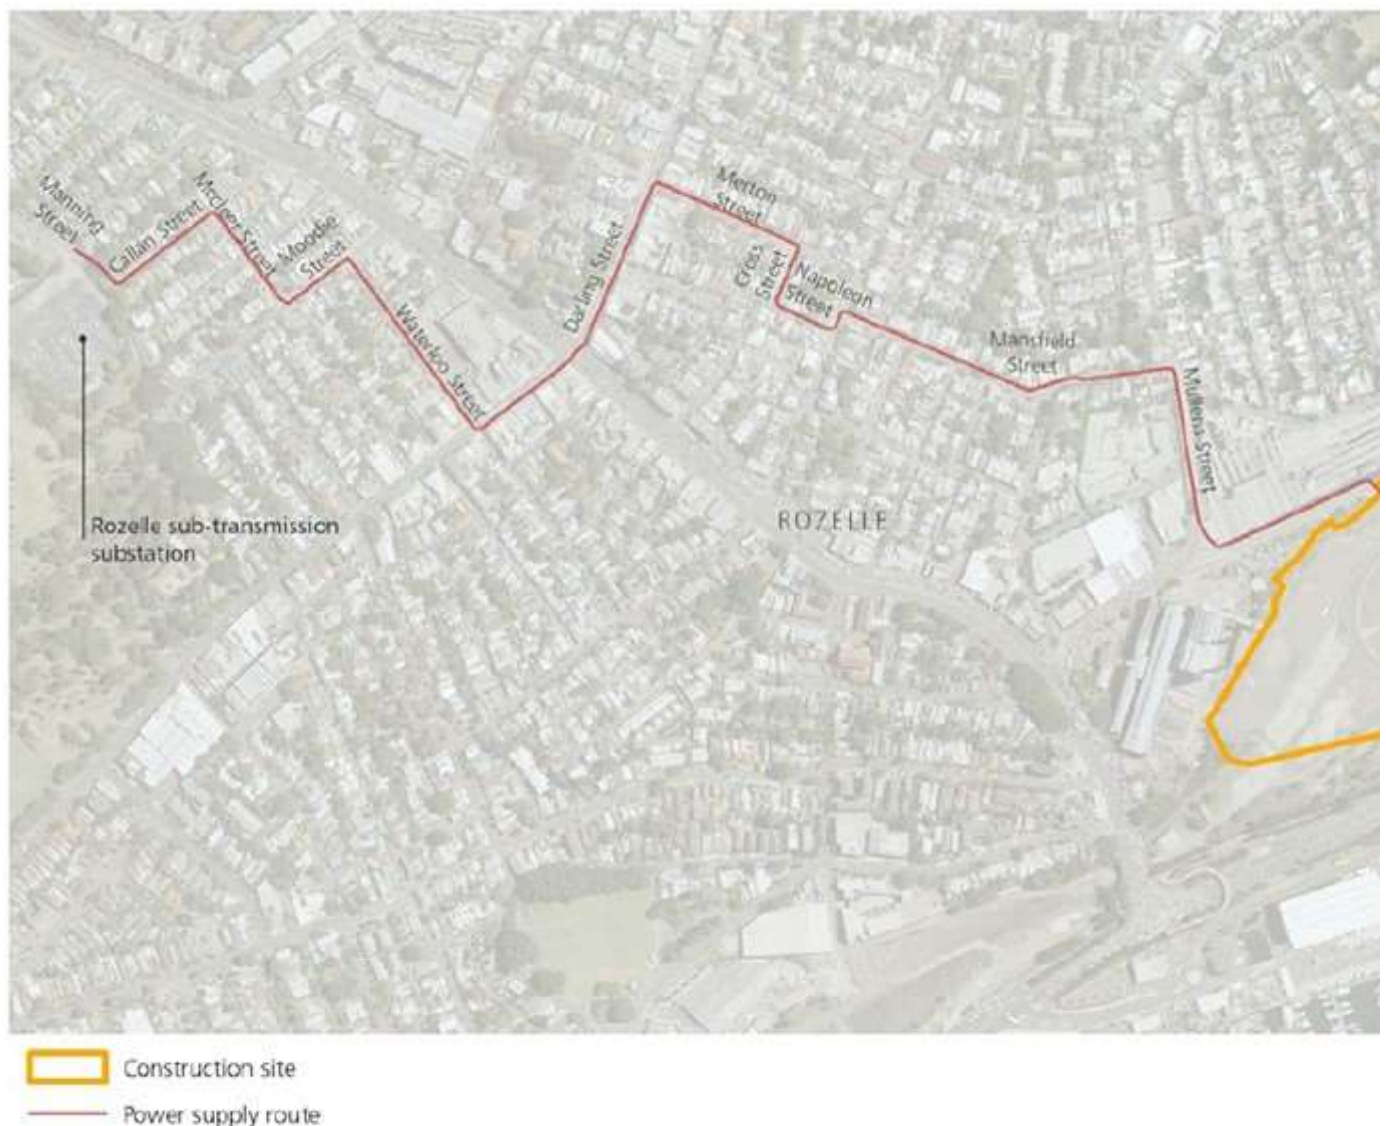 Manning
Street
Callan Street
McCleer Street
Moodie
Street
Waterloo Street
Darling Street
Merton
Street
Cross
Street
Napoleon
Street
Mansfield
Street
Mullens Street
ROZELLE
Rozelle sub-transmission
substation
Construction site
Power supply route